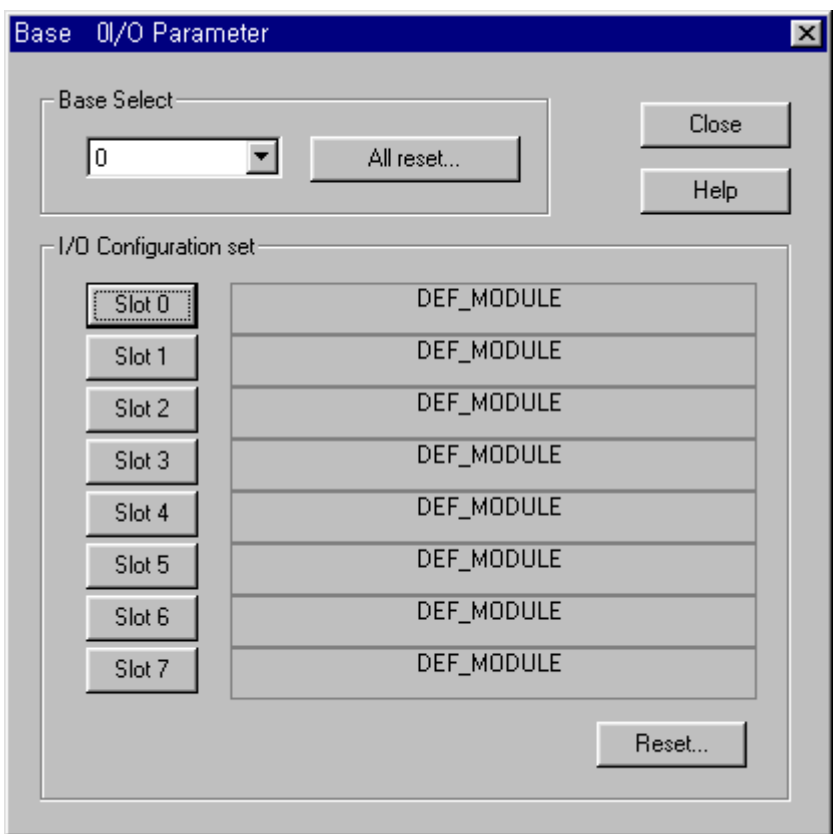 Base 0I/O Parameter
Base Select
0
All reset...
Close
Help
I/O Configuration set
Slot 0 DEF_MODULE
Slot 1 DEF_MODULE
Slot 2 DEF_MODULE
Slot 3 DEF_MODULE
Slot 4 DEF_MODULE
Slot 5 DEF_MODULE
Slot 6 DEF_MODULE
Slot 7 DEF_MODULE
Reset...